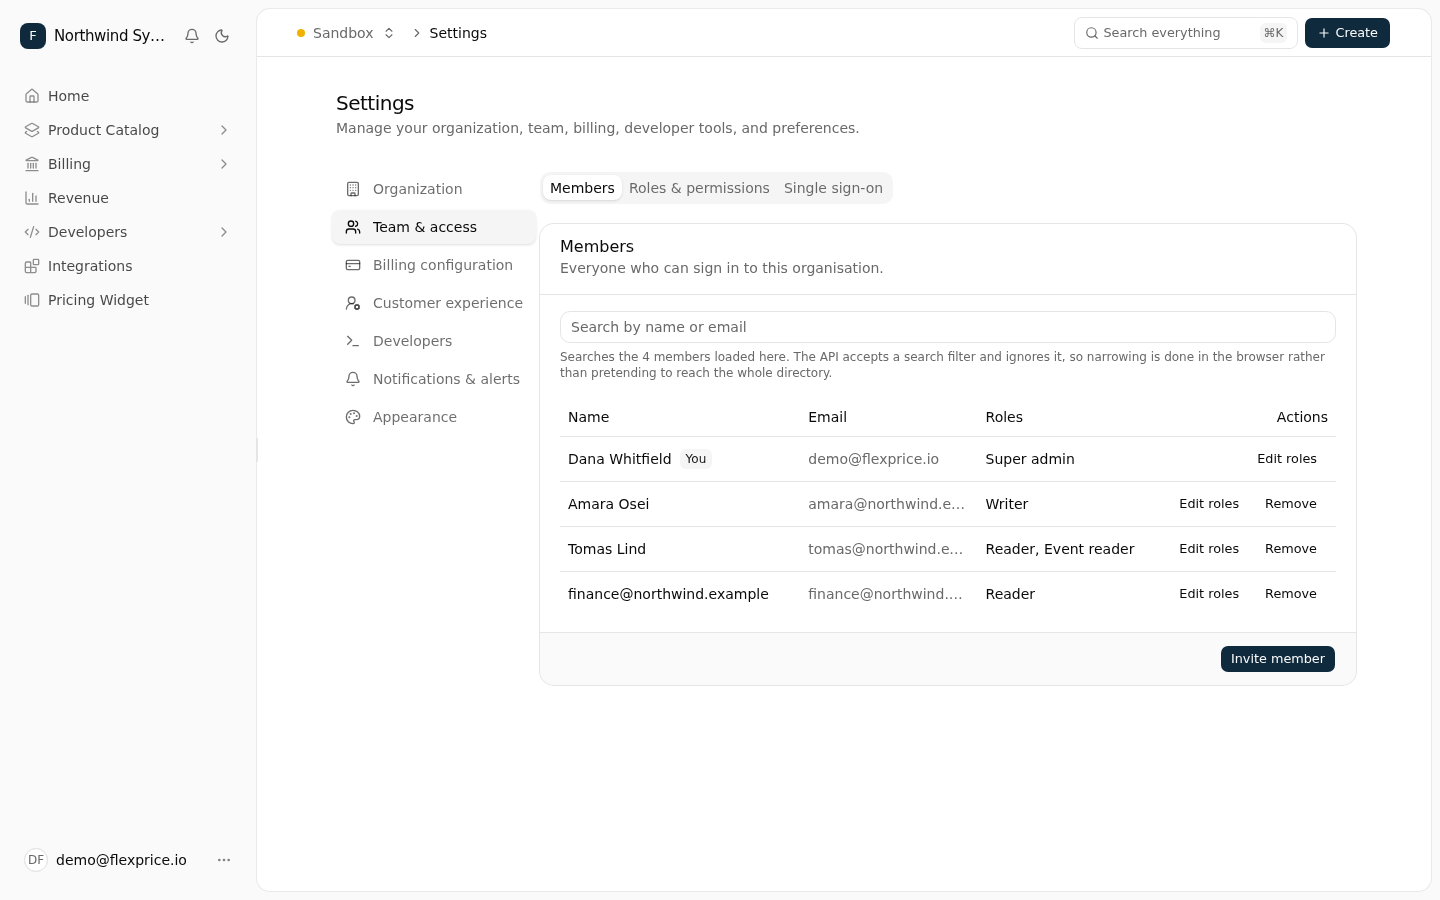 F Northwind Sy...
Home
Product Catalog
Billing
Revenue
Developers
Integrations
Pricing Widget
DF demo@flexprice.io
Sandbox Settings
Search everything ⌘K
+ Create
Settings
Manage your organization, team, billing, developer tools, and preferences.
Organization
Team & access
Billing configuration
Customer experience
Developers
Notifications & alerts
Appearance
Members Roles & permissions Single sign-on
Members
Everyone who can sign in to this organisation.
Search by name or email
Searches the 4 members loaded here. The API accepts a search filter and ignores it, so narrowing is done in the browser rather
than pretending to reach the whole directory.
Name Email Roles Actions
Dana Whitfield You demo@flexprice.io Super admin Edit roles
Amara Osei amara@northwind.e... Writer Edit roles Remove
Tomas Lind tomas@northwind.e... Reader, Event reader Edit roles Remove
finance@northwind.example finance@northwind.... Reader Edit roles Remove
Invite member